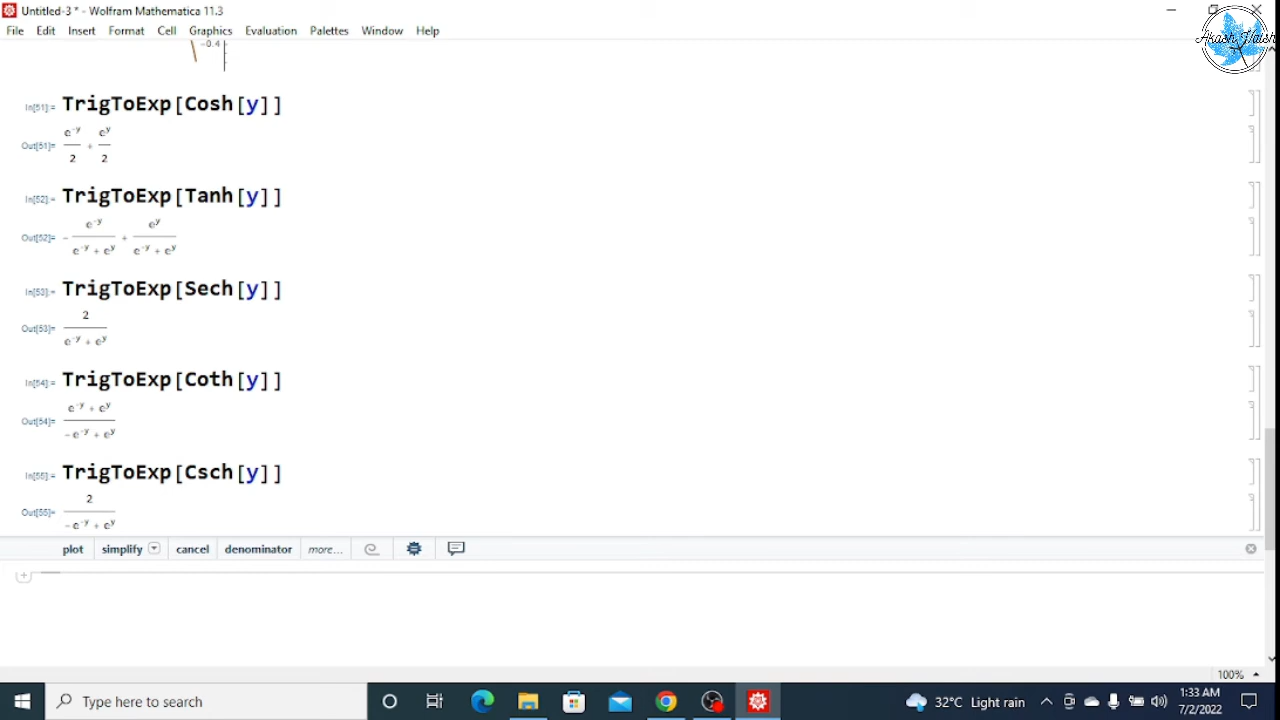 Untitled-3 * - Wolfram Mathematica 11.3
File Edit Insert Format Cell Graphics Evaluation Palettes Window Help
-0.4
In[51]:= TrigToExp[Cosh[y]]
Out[51]= e^-y/2 + e^y/2
In[52]:= TrigToExp[Tanh[y]]
Out[52]= - e^-y/(e^-y + e^y) + e^y/(e^-y + e^y)
In[53]:= TrigToExp[Sech[y]]
Out[53]= 2/(e^-y + e^y)
In[54]:= TrigToExp[Coth[y]]
Out[54]= (e^-y + e^y)/(-e^-y + e^y)
In[55]:= TrigToExp[Csch[y]]
Out[55]= 2/(-e^-y + e^y)
plot simplify cancel denominator more...
100%
Type here to search
32°C Light rain
1:33 AM
7/2/2022